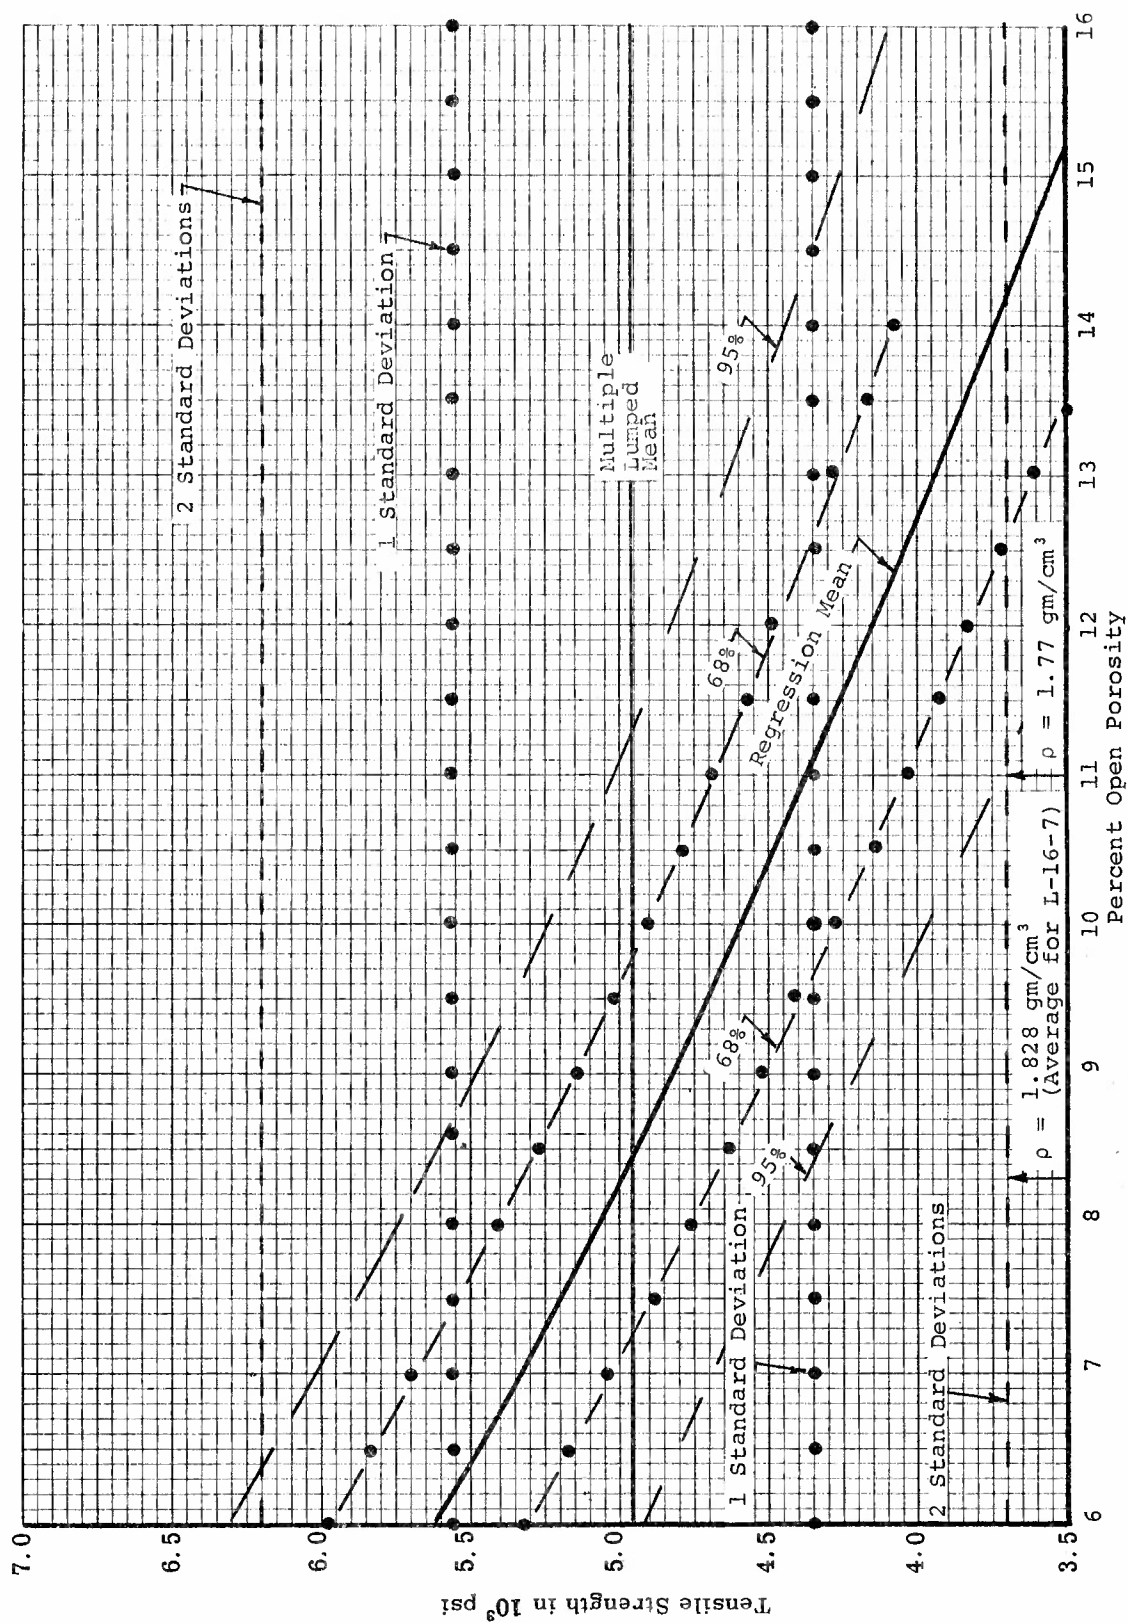 Tensile Strength in 10³ psi
7.0
6.5
6.0
5.5
5.0
4.5
4.0
3.5
2 Standard Deviations
1 Standard Deviation
Multiple
Lumped
Mean
95%
68%
Regression Mean
68%
95%
1 Standard Deviation
2 Standard Deviations
ρ = 1.828 gm/cm³
(Average for L-16-7)
ρ = 1.77 gm/cm³
6
7
8
9
10
11
12
13
14
15
16
Percent Open Porosity